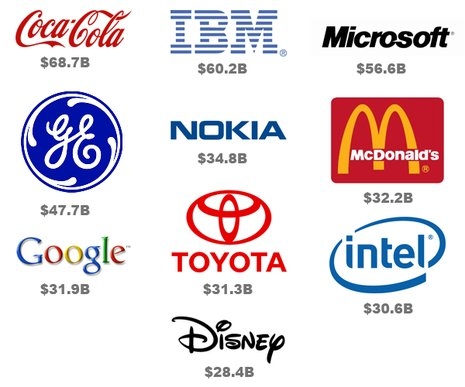 Coca-Cola
$68.7B
IBM®
$60.2B
Microsoft®
$56.6B
GE
$47.7B
NOKIA
$34.8B
McDonald's®
$32.2B
Google™
$31.9B
TOYOTA
$31.3B
intel®
$30.6B
Disney
$28.4B